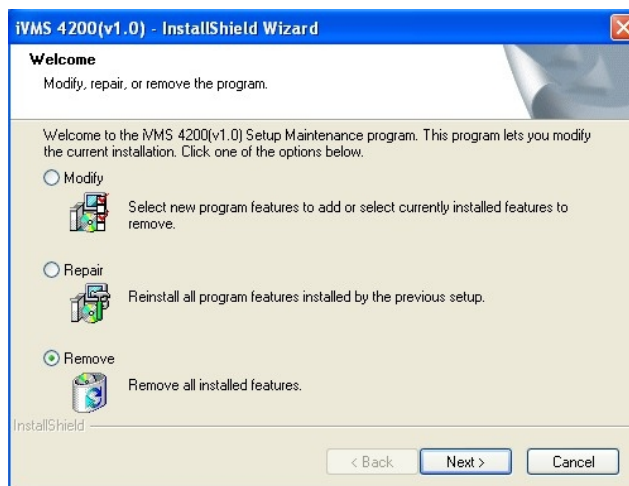 iVMS 4200(v1.0) - InstallShield Wizard
Welcome
Modify, repair, or remove the program.
Welcome to the iVMS 4200(v1.0) Setup Maintenance program. This program lets you modify
the current installation. Click one of the options below.
Modify
Select new program features to add or select currently installed features to
remove.
Repair
Reinstall all program features installed by the previous setup.
Remove
Remove all installed features.
InstallShield
< Back
Next >
Cancel